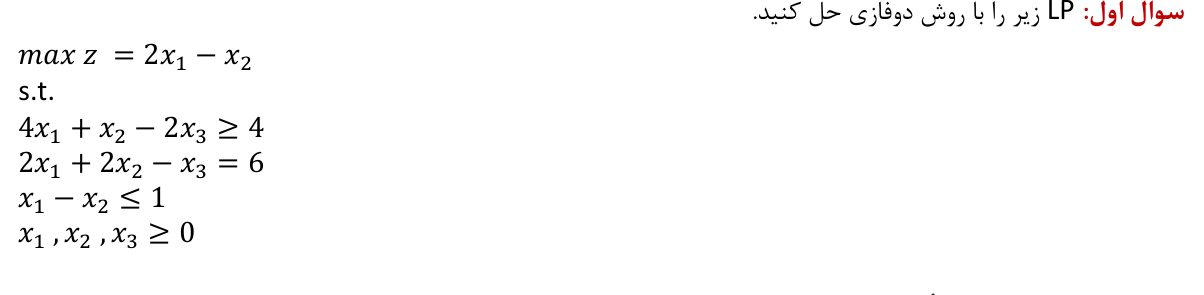 سوال اول: LP زیر را با روش دوفازی حل کنید.
max z = 2x₁ − x₂
s.t.
4x₁ + x₂ − 2x₃ ≥ 4
2x₁ + 2x₂ − x₃ = 6
x₁ − x₂ ≤ 1
x₁ , x₂ , x₃ ≥ 0